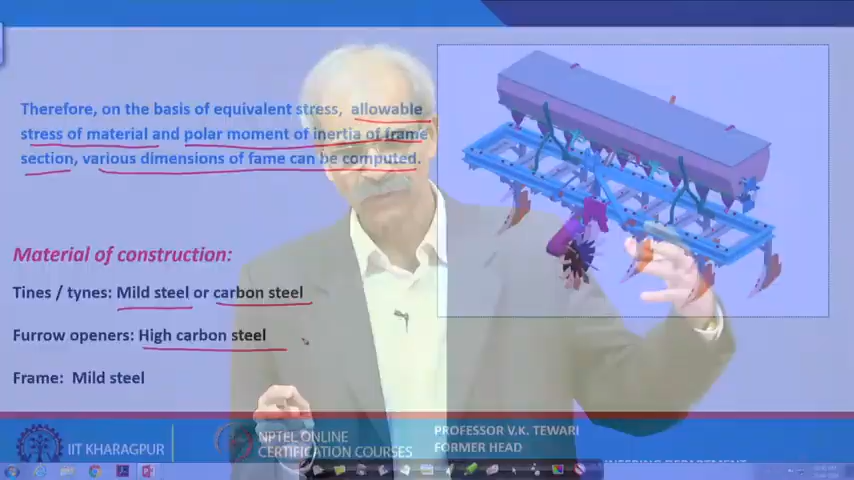 Therefore, on the basis of equivalent stress, allowable
stress of material and polar moment of inertia of frame
section, various dimensions of fame can be computed.
Material of construction:
Tines / tynes: Mild steel or carbon steel
Furrow openers: High carbon steel
Frame: Mild steel
IIT KHARAGPUR
NPTEL ONLINE
CERTIFICATION COURSES
PROFESSOR V.K. TEWARI
FORMER HEAD